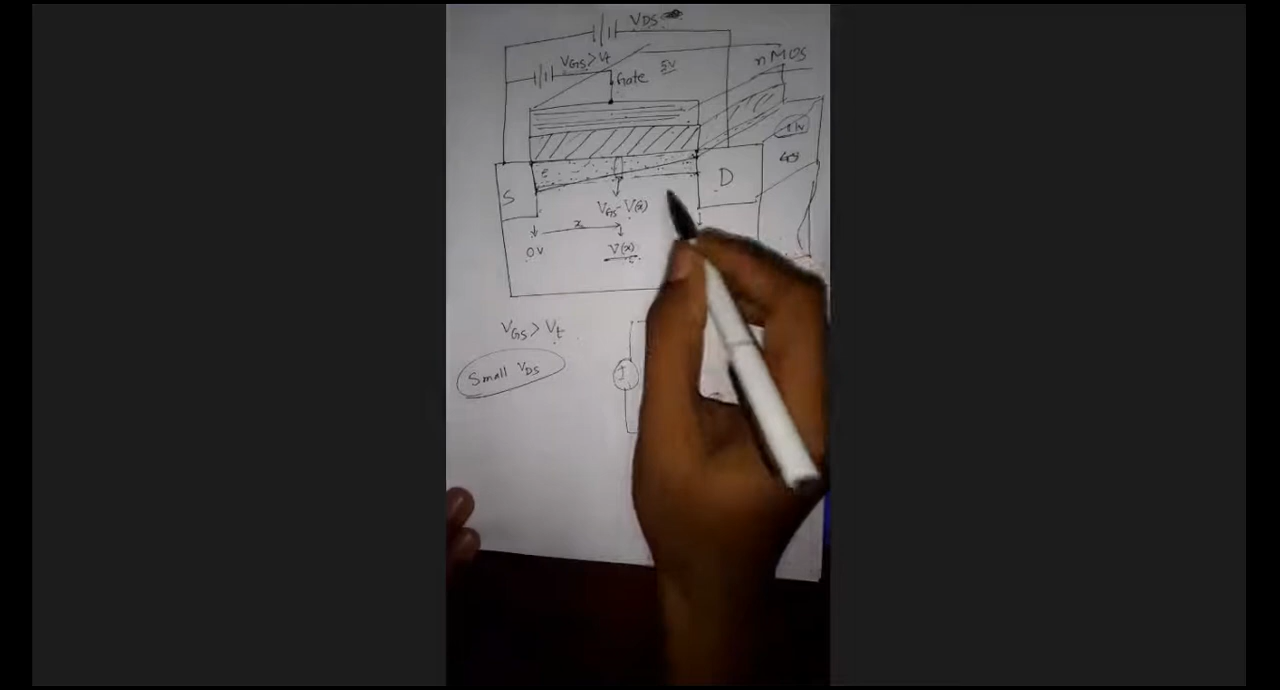 VDS
VGS > Vt
5V
nMOS
Gate
e
S
D
VGS - V(x)
x
0V
V(x)
VGS > Vt
Small VDS
I